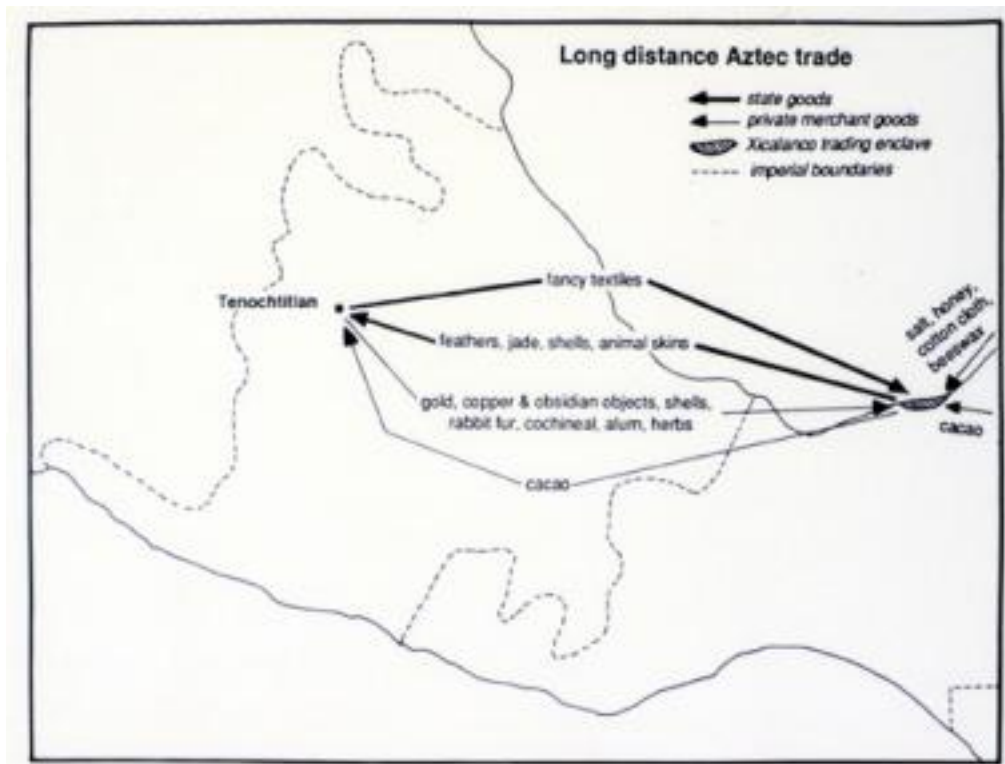 Long distance Aztec trade
state goods
private merchant goods
Xicalanco trading enclave
imperial boundaries
fancy textiles
Tenochtitlan
feathers, jade, shells, animal skins
salt, honey,
cotton cloth,
beeswax
gold, copper & obsidian objects, shells,
rabbit fur, cochineal, alum, herbs
cacao
cacao